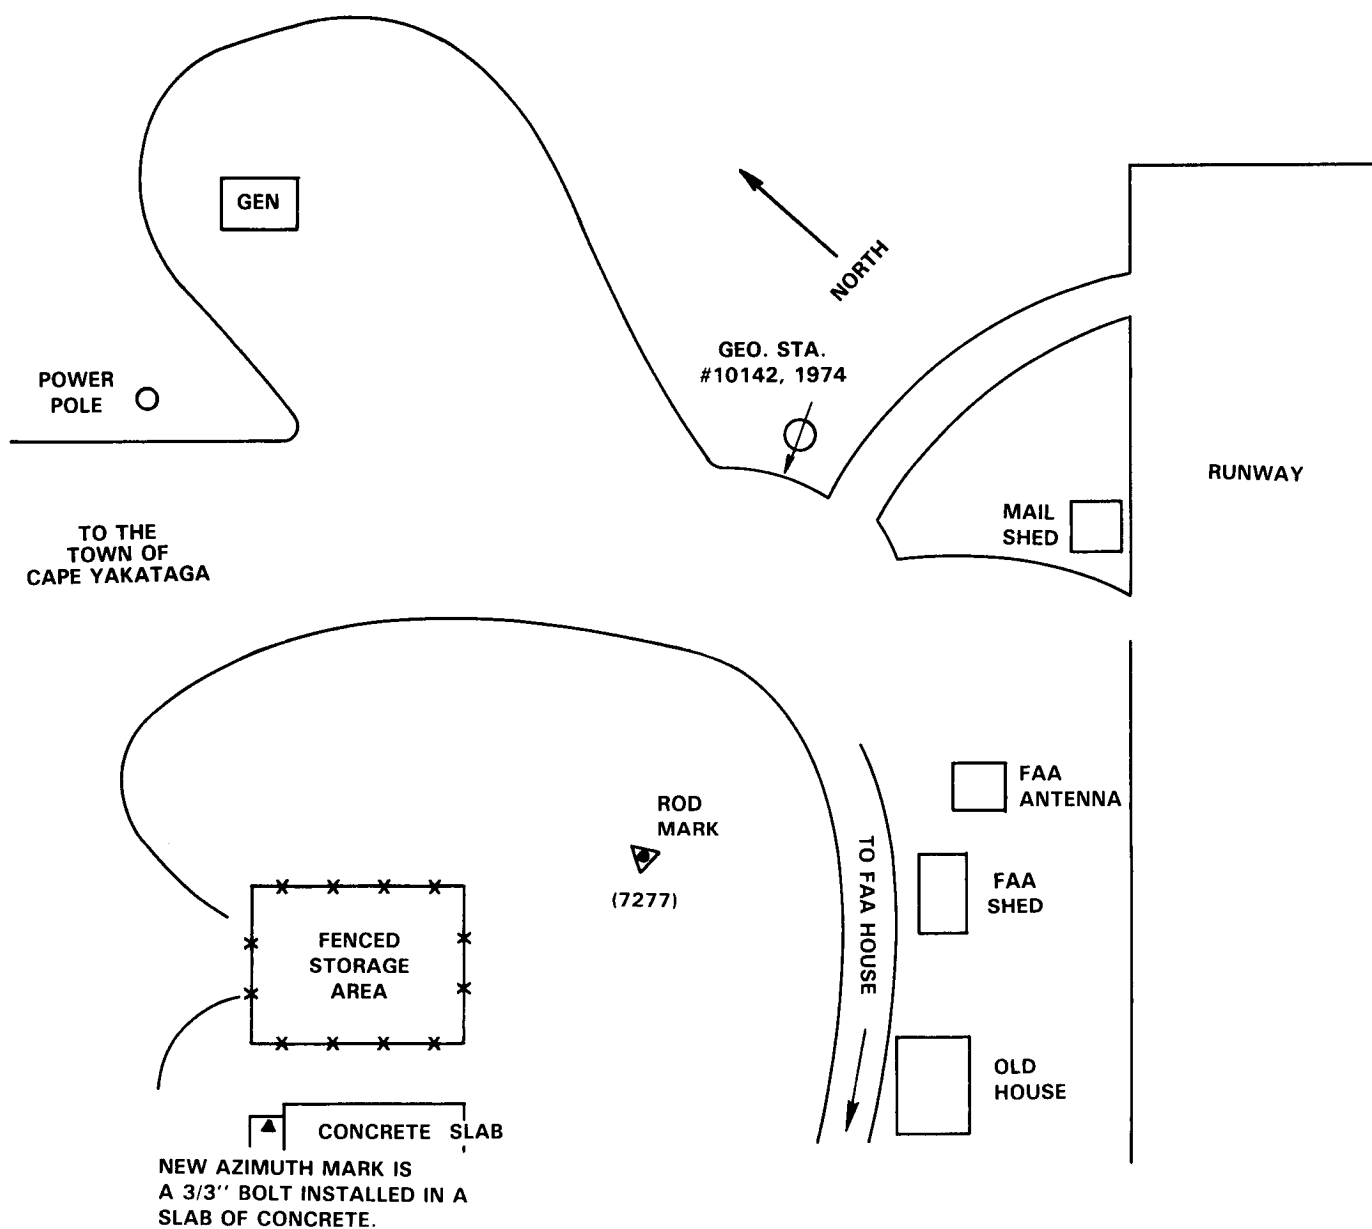 GEN
NORTH
GEO. STA.
#10142, 1974
POWER
POLE
RUNWAY
MAIL
SHED
TO THE
TOWN OF
CAPE YAKATAGA
FAA
ANTENNA
ROD
MARK
(7277)
TO FAA HOUSE
FAA
SHED
FENCED
STORAGE
AREA
OLD
HOUSE
CONCRETE SLAB
NEW AZIMUTH MARK IS
A 3/3'' BOLT INSTALLED IN A
SLAB OF CONCRETE.